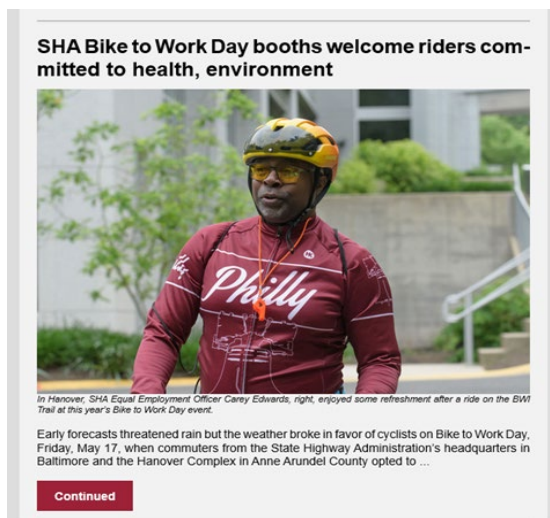 SHA Bike to Work Day booths welcome riders com-
mitted to health, environment
Philly
In Hanover, SHA Equal Employment Officer Carey Edwards, right, enjoyed some refreshment after a ride on the BWI
Trail at this year's Bike to Work Day event.
Early forecasts threatened rain but the weather broke in favor of cyclists on Bike to Work Day,
Friday, May 17, when commuters from the State Highway Administration's headquarters in
Baltimore and the Hanover Complex in Anne Arundel County opted to ...
Continued